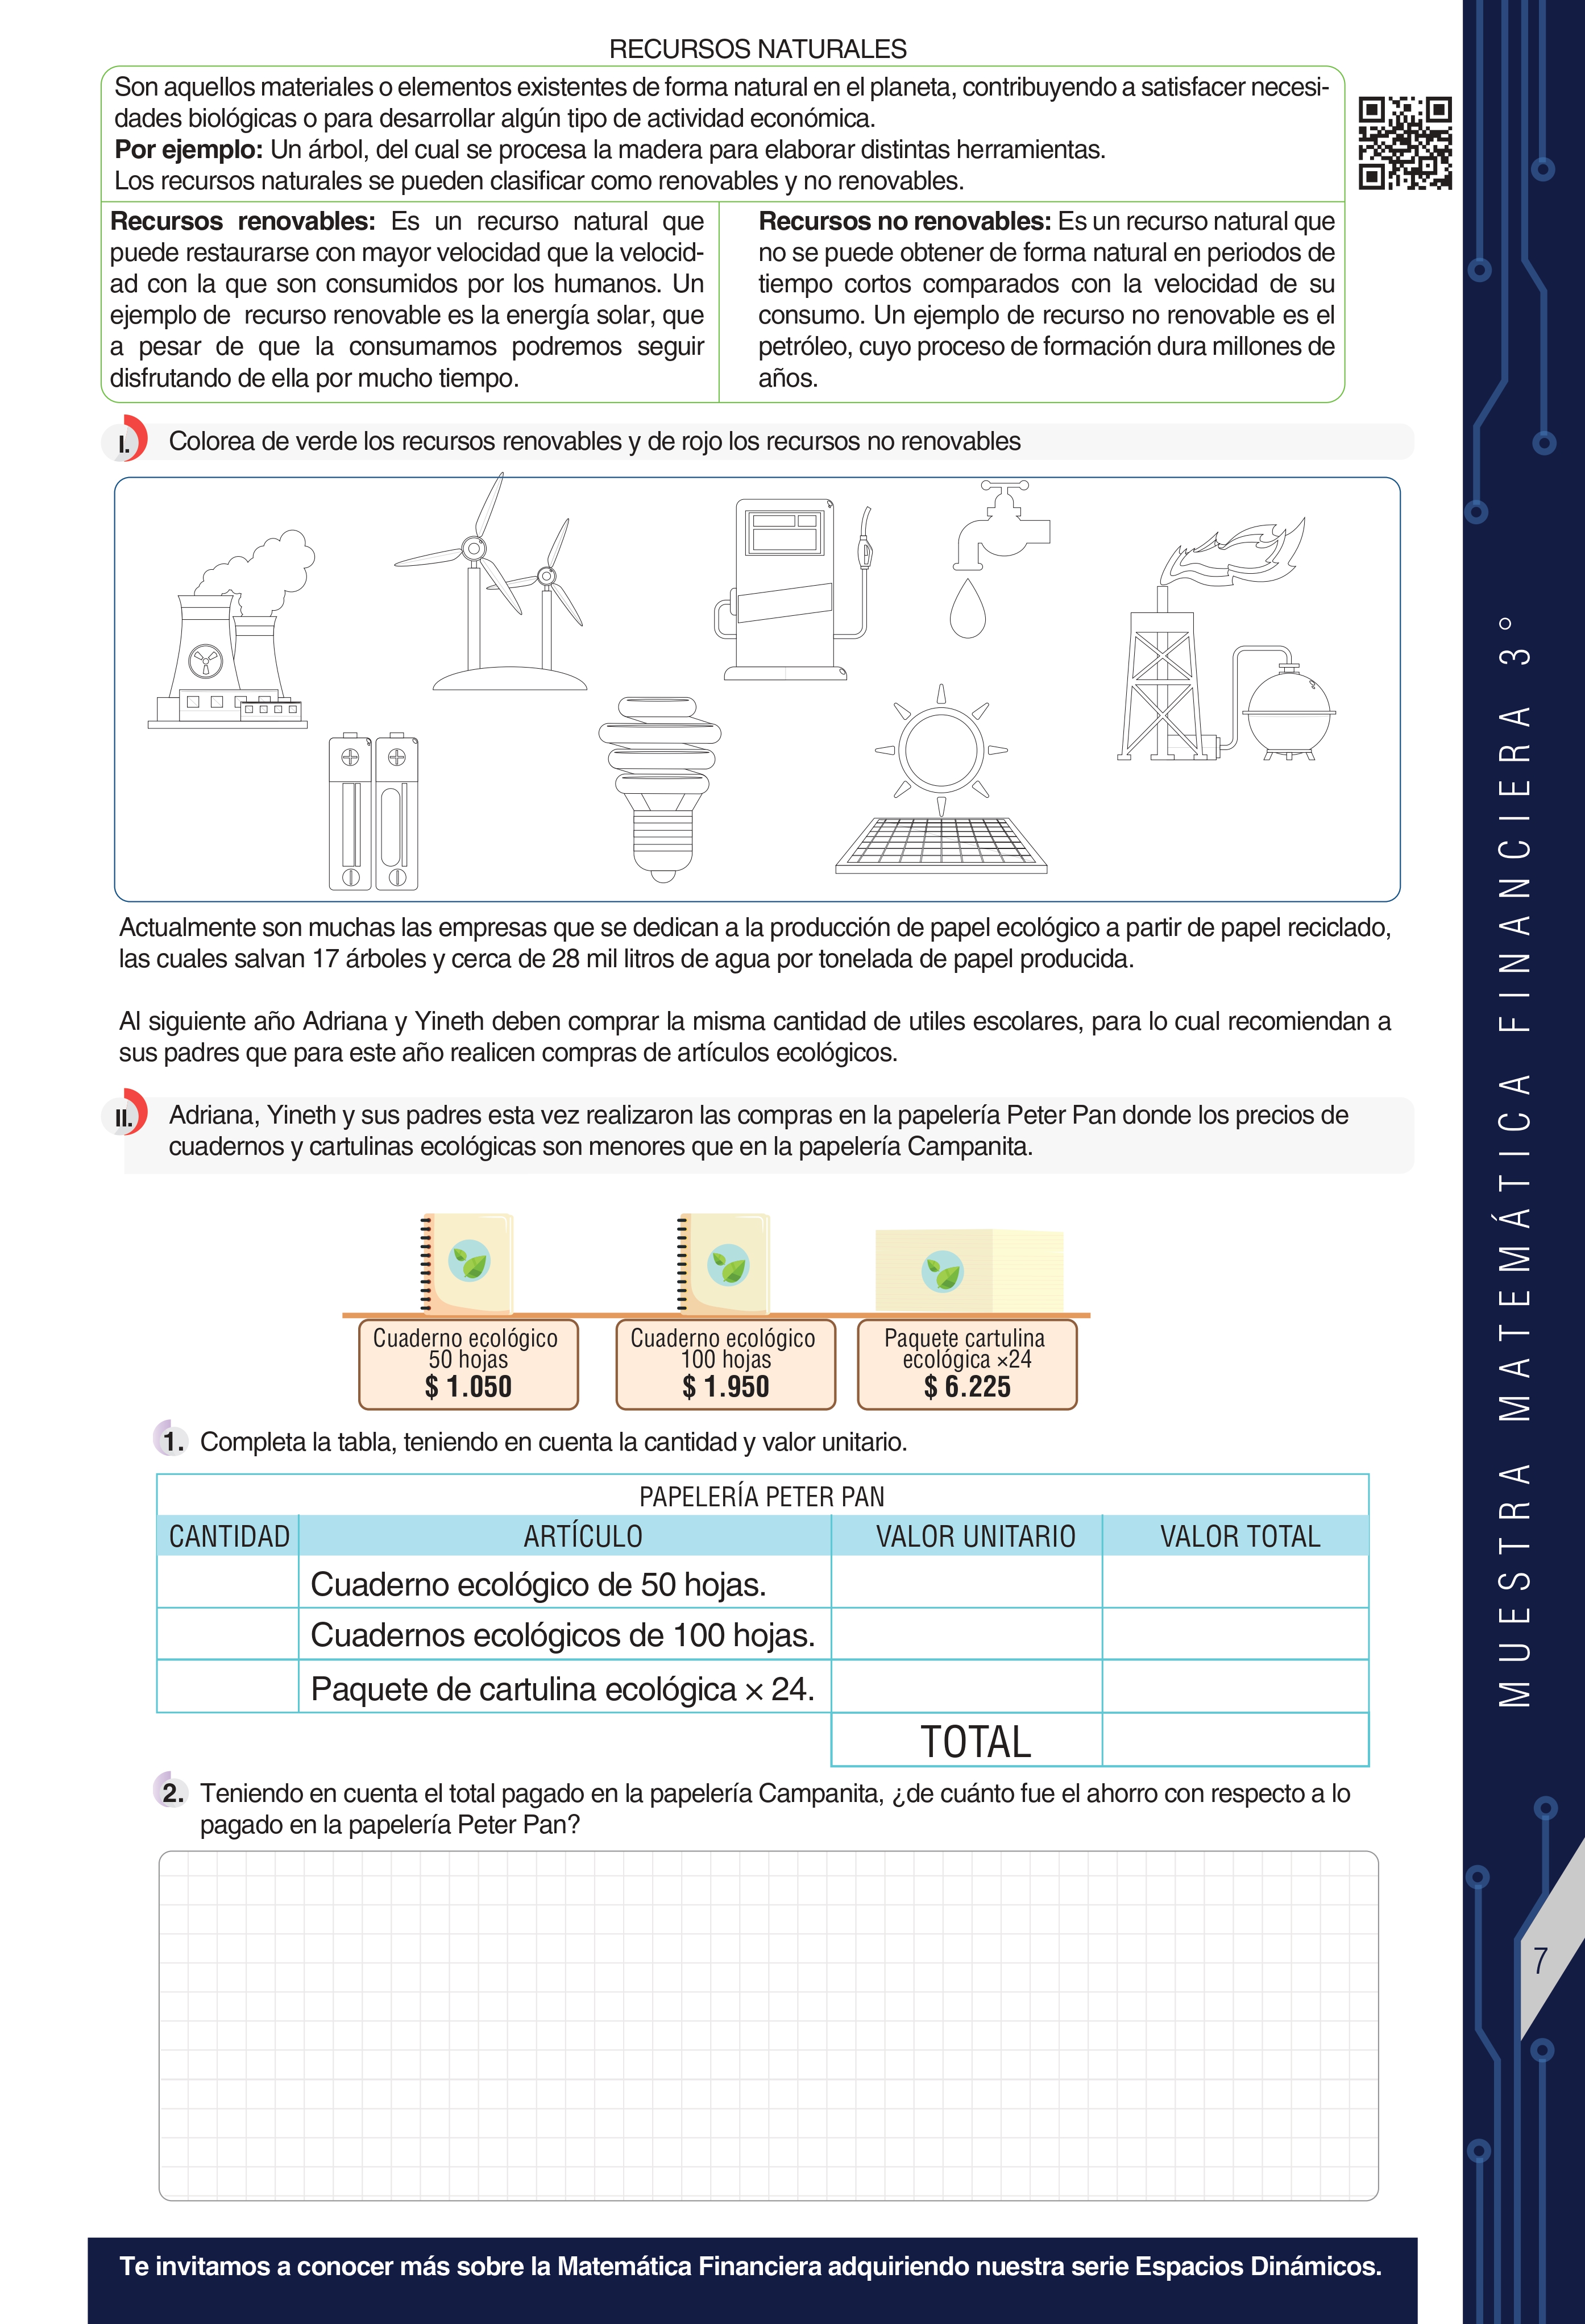 RECURSOS NATURALES
Son aquellos materiales o elementos existentes de forma natural en el planeta, contribuyendo a satisfacer necesi-
dades biológicas o para desarrollar algún tipo de actividad económica.
Por ejemplo: Un árbol, del cual se procesa la madera para elaborar distintas herramientas.
Los recursos naturales se pueden clasificar como renovables y no renovables.
Recursos renovables: Es un recurso natural que
puede restaurarse con mayor velocidad que la velocid-
ad con la que son consumidos por los humanos. Un
ejemplo de recurso renovable es la energía solar, que
a pesar de que la consumamos podremos seguir
disfrutando de ella por mucho tiempo.
Recursos no renovables: Es un recurso natural que
no se puede obtener de forma natural en periodos de
tiempo cortos comparados con la velocidad de su
consumo. Un ejemplo de recurso no renovable es el
petróleo, cuyo proceso de formación dura millones de
años.
I. Colorea de verde los recursos renovables y de rojo los recursos no renovables
Actualmente son muchas las empresas que se dedican a la producción de papel ecológico a partir de papel reciclado,
las cuales salvan 17 árboles y cerca de 28 mil litros de agua por tonelada de papel producida.
Al siguiente año Adriana y Yineth deben comprar la misma cantidad de utiles escolares, para lo cual recomiendan a
sus padres que para este año realicen compras de artículos ecológicos.
II. Adriana, Yineth y sus padres esta vez realizaron las compras en la papelería Peter Pan donde los precios de
cuadernos y cartulinas ecológicas son menores que en la papelería Campanita.
Cuaderno ecológico
50 hojas
$ 1.050
Cuaderno ecológico
100 hojas
$ 1.950
Paquete cartulina
ecológica ×24
$ 6.225
1. Completa la tabla, teniendo en cuenta la cantidad y valor unitario.
PAPELERÍA PETER PAN
CANTIDAD ARTÍCULO VALOR UNITARIO VALOR TOTAL
Cuaderno ecológico de 50 hojas.
Cuadernos ecológicos de 100 hojas.
Paquete de cartulina ecológica × 24.
TOTAL
2. Teniendo en cuenta el total pagado en la papelería Campanita, ¿de cuánto fue el ahorro con respecto a lo
pagado en la papelería Peter Pan?
Te invitamos a conocer más sobre la Matemática Financiera adquiriendo nuestra serie Espacios Dinámicos.
MUESTRA MATEMÁTICA FINANCIERA 3°
7